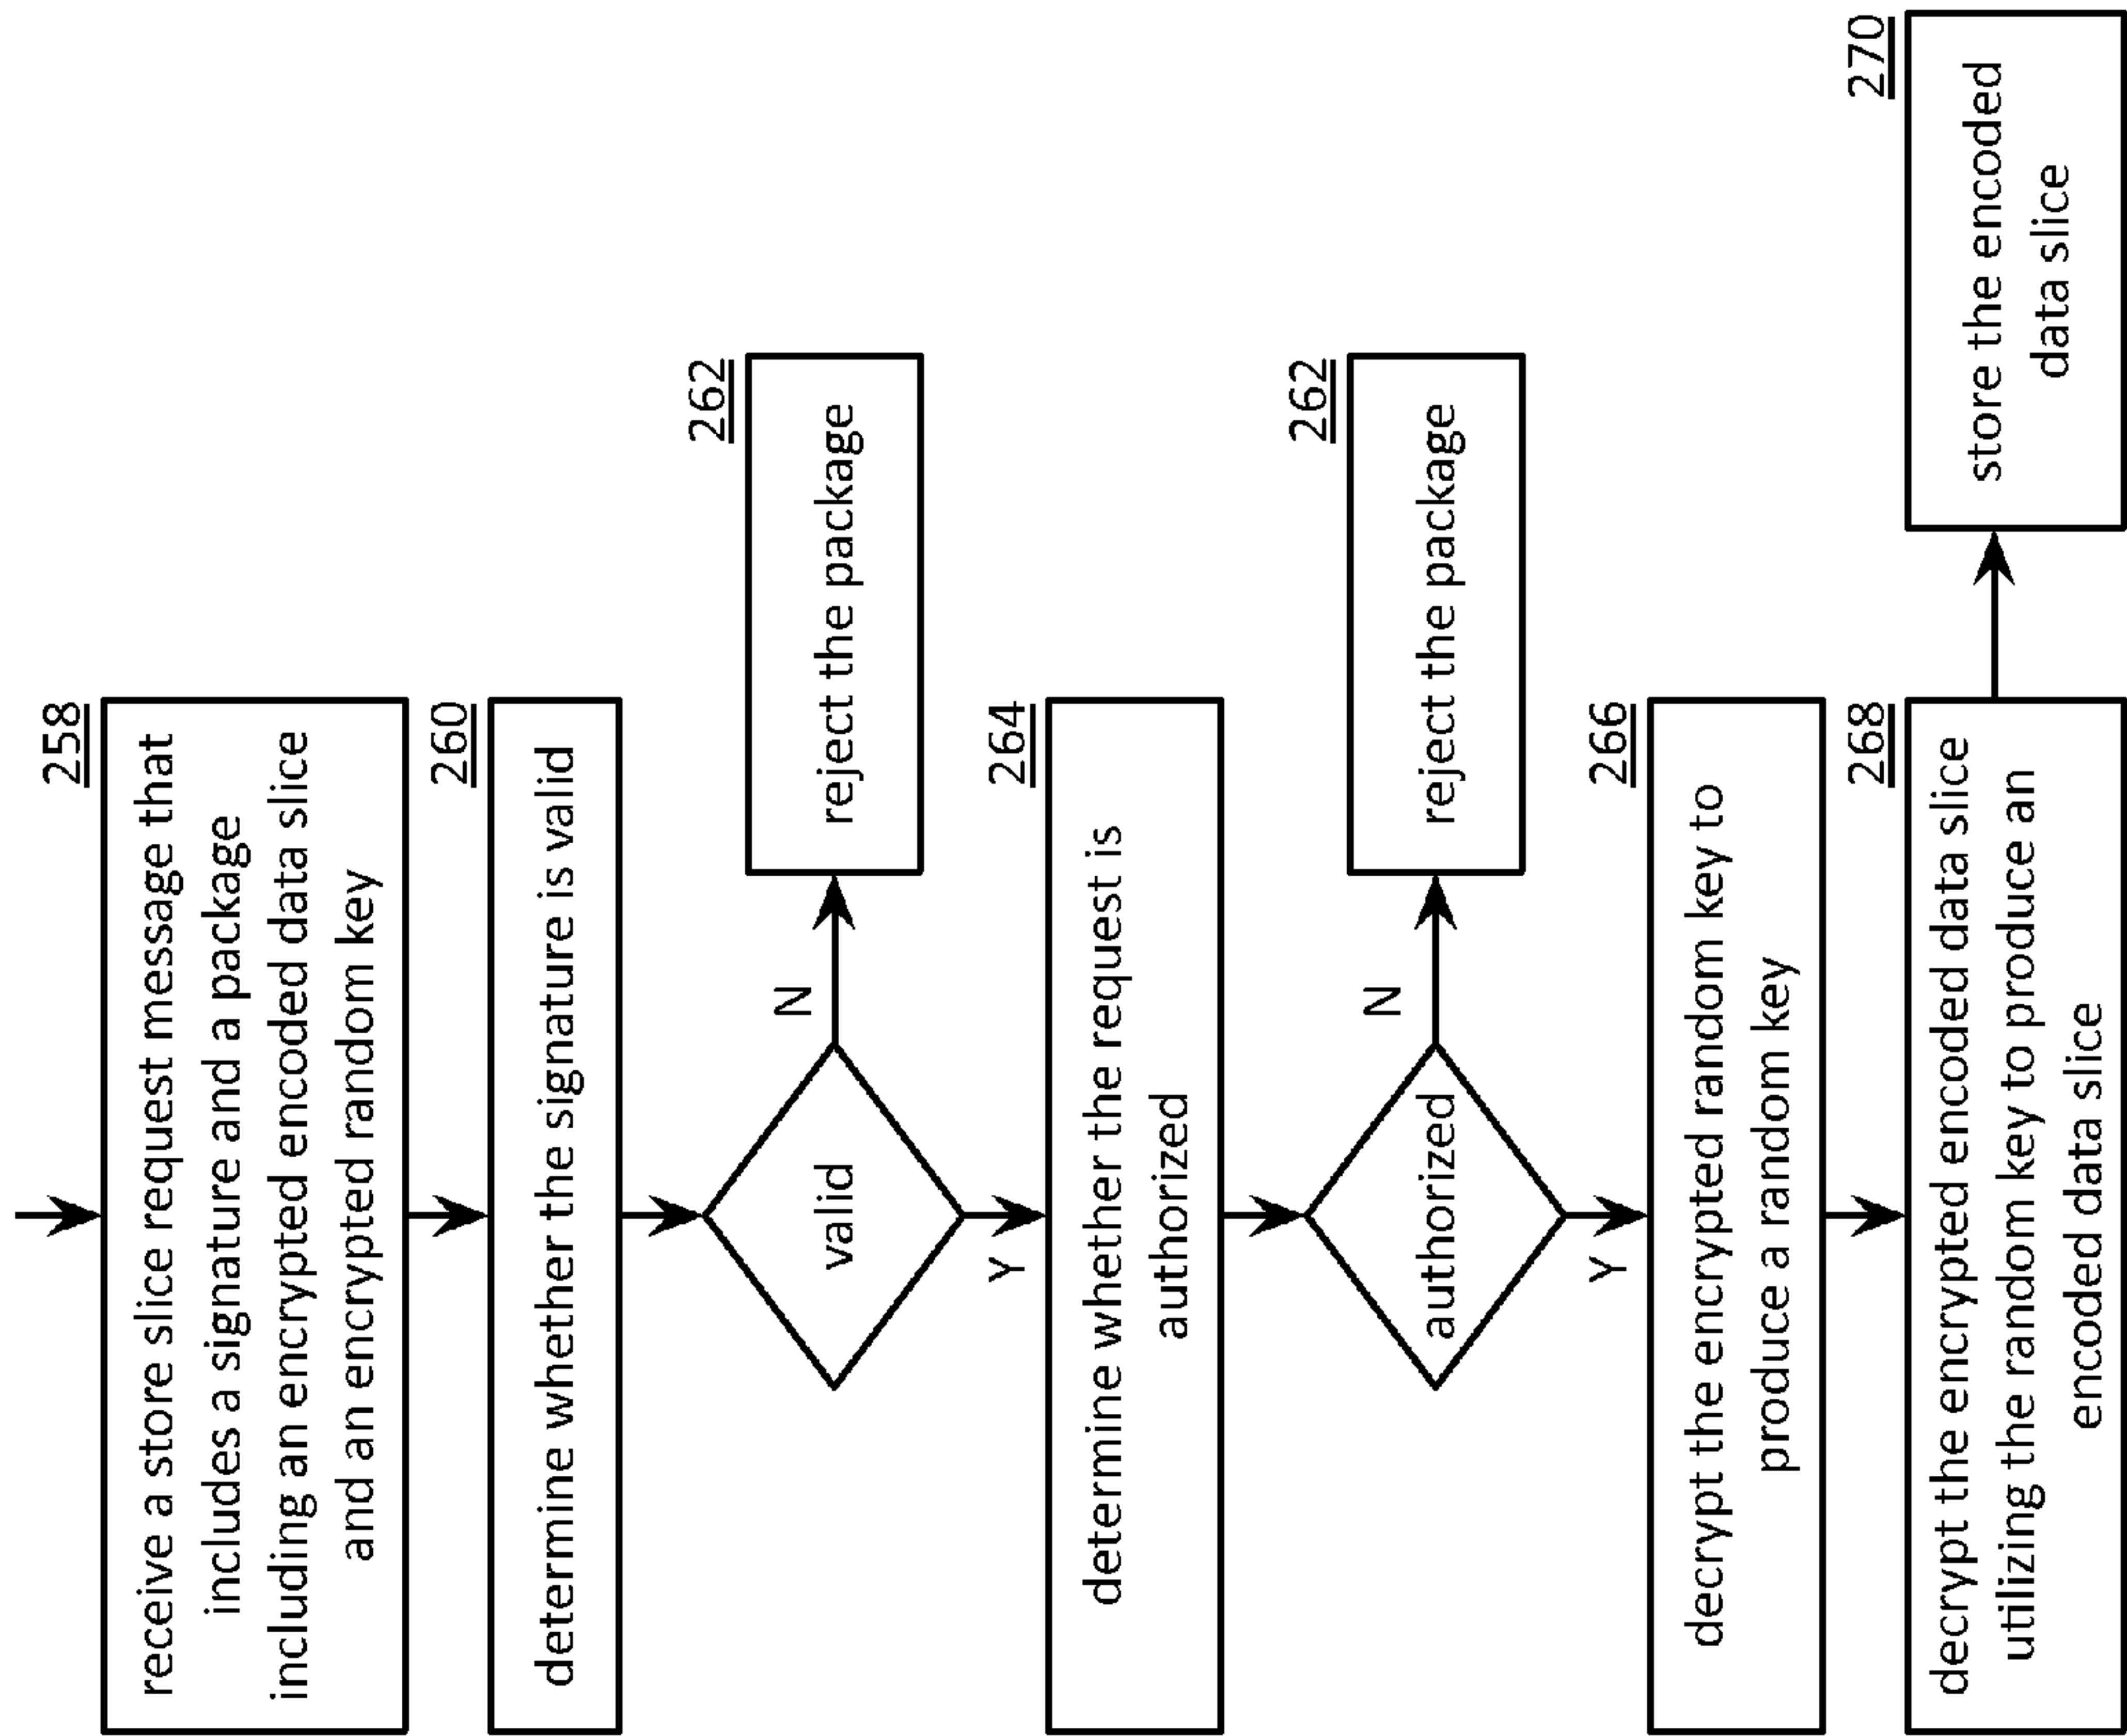 258
receive a store slice request message that
includes a signature and a package
including an encrypted encoded data slice
and an encrypted random key
260
determine whether the signature is valid
valid
N
262
reject the package
Y
264
determine whether the request is
authorized
authorized
N
262
reject the package
Y
266
decrypt the encrypted random key to
produce a random key
268
decrypt the encrypted encoded data slice
utilizing the random key to produce an
encoded data slice
270
store the encoded
data slice